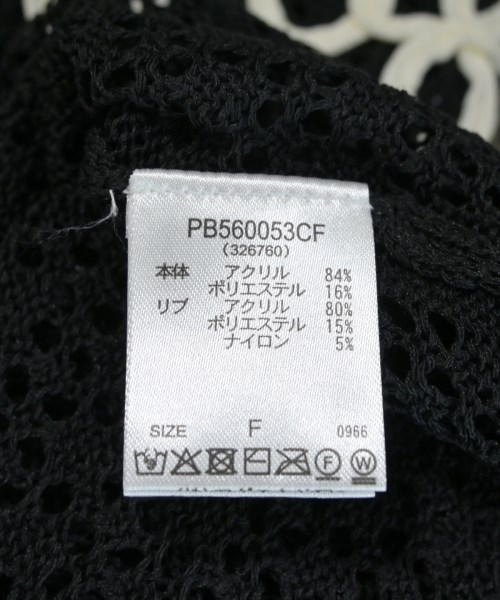 PB560053CF
(326760)
本体 アクリル 84%
ポリエステル 16%
リブ アクリル 80%
ポリエステル 15%
ナイロン 5%
SIZE F 0966
F W